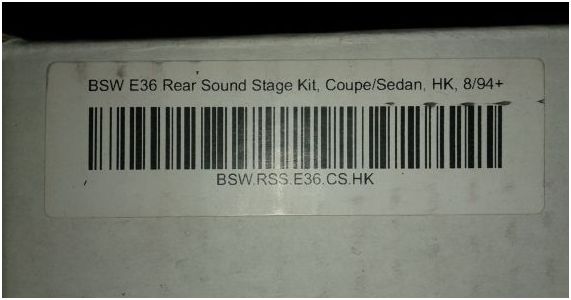 BSW E36 Rear Sound Stage Kit, Coupe/Sedan, HK, 8/94+
BSW.RSS.E36.CS.HK